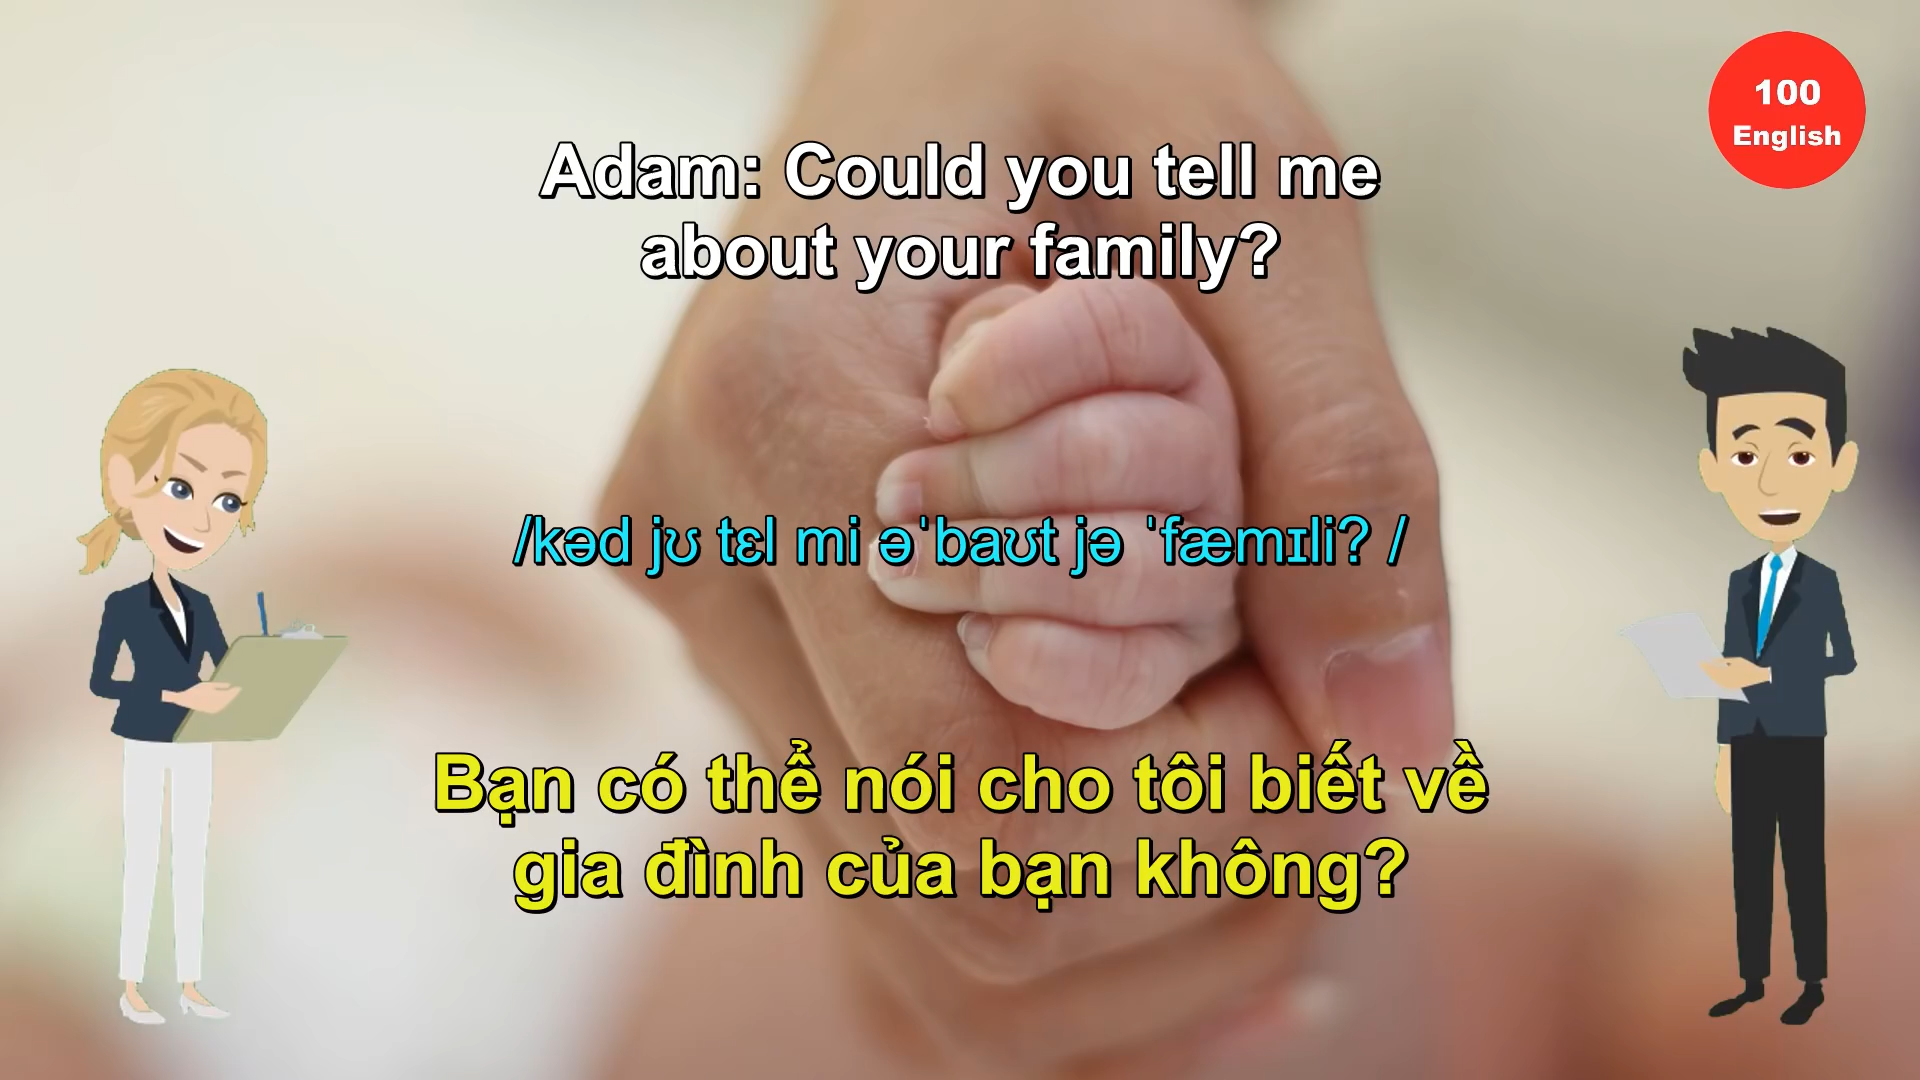 100
English
Adam: Could you tell me
about your family?
/kəd jʊ tɛl mi əˈbaʊt jə ˈfæmɪli? /
Bạn có thể nói cho tôi biết về
gia đình của bạn không?